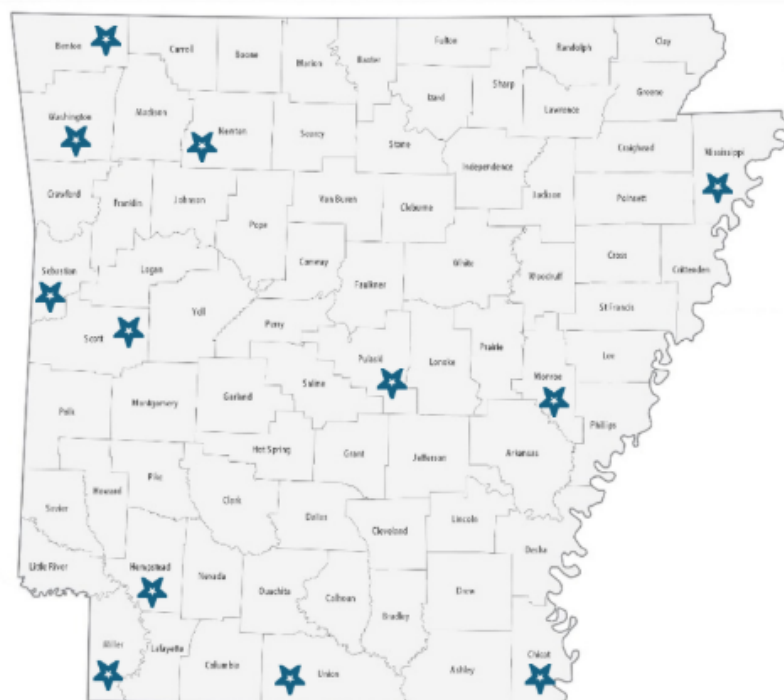 Benton
Carroll
Boone
Marion
Baxter
Fulton
Randolph
Clay
Izard
Sharp
Lawrence
Greene
Washington
Madison
Newton
Searcy
Stone
Independence
Craighead
Mississippi
Crawford
Franklin
Johnson
Pope
Van Buren
Cleburne
Jackson
Poinsett
Sebastian
Logan
Conway
Faulkner
White
Woodruff
Cross
Crittenden
Scott
Yell
Perry
Pulaski
Lonoke
Prairie
Monroe
St Francis
Lee
Polk
Montgomery
Garland
Saline
Hot Spring
Grant
Jefferson
Arkansas
Phillips
Sevier
Howard
Pike
Clark
Dallas
Cleveland
Lincoln
Desha
Little River
Hempstead
Nevada
Ouachita
Calhoun
Bradley
Drew
Miller
Lafayette
Columbia
Union
Ashley
Chicot